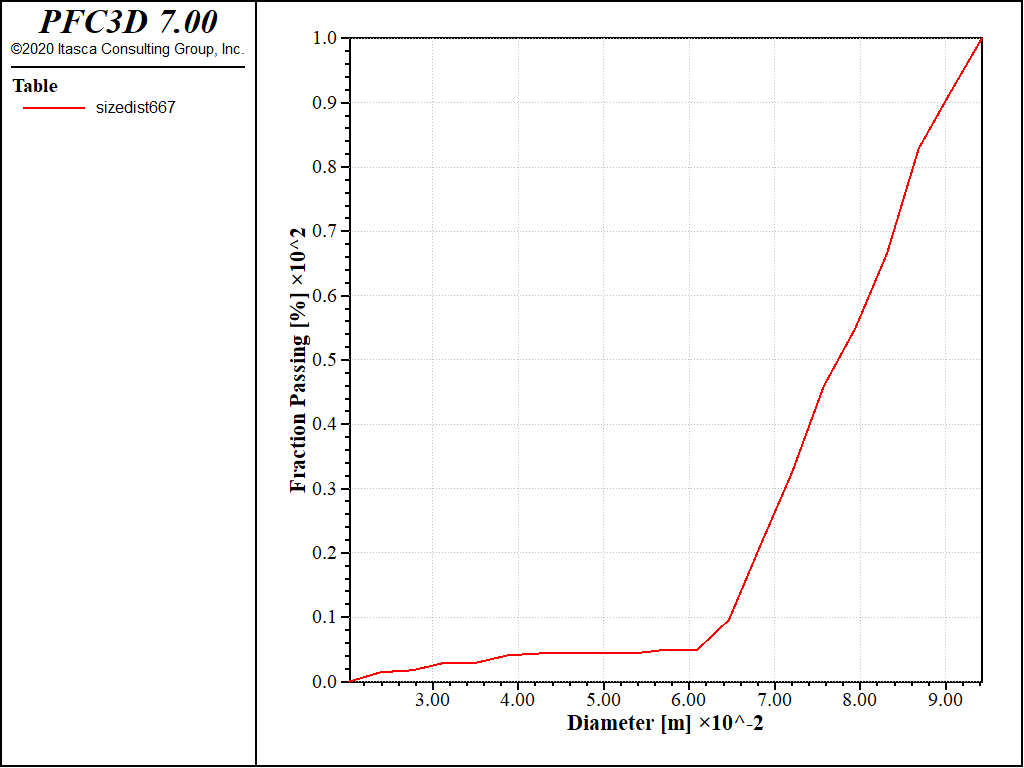 PFC3D 7.00
©2020 Itasca Consulting Group, Inc.
Table
sizedist667
Fraction Passing [%] ×10^2
1.0
0.9
0.8
0.7
0.6
0.5
0.4
0.3
0.2
0.1
0.0
3.00 4.00 5.00 6.00 7.00 8.00 9.00
Diameter [m] ×10^-2